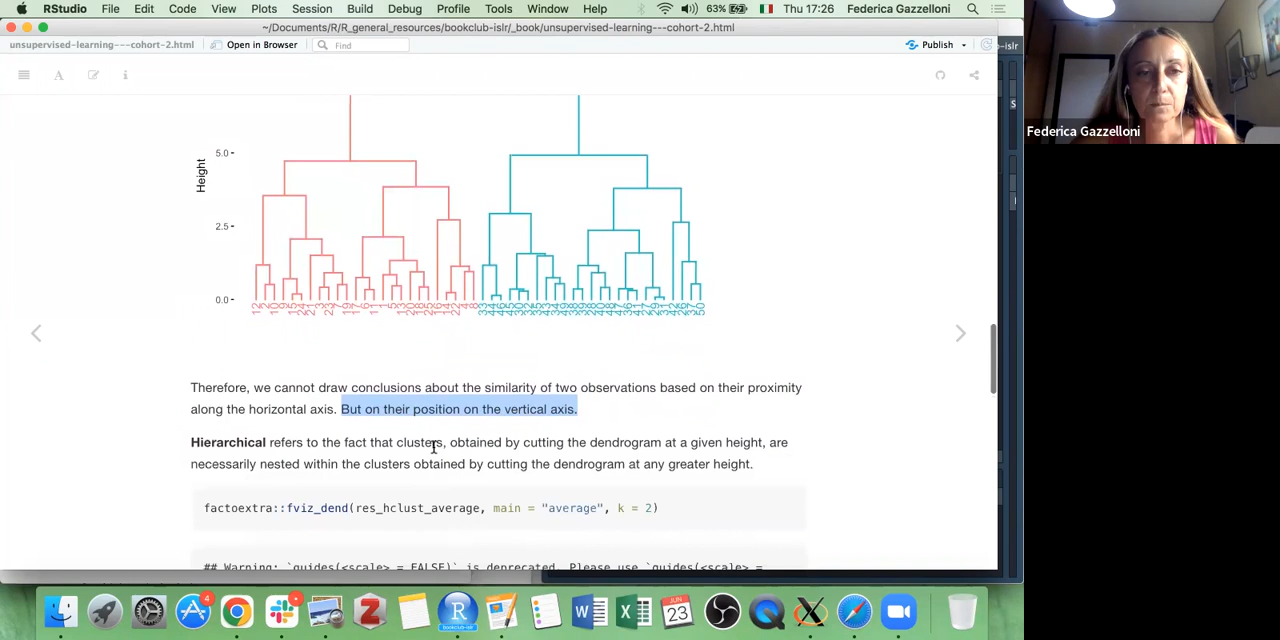 RStudio File Edit Code View Plots Session Build Debug Profile Tools Window Help 63% Thu 17:26 Federica Gazzelloni
~/Documents/R/R_general_resources/bookclub-islr/_book/unsupervised-learning---cohort-2.html
unsupervised-learning---cohort-2.html Open in Browser Find Publish
Federica Gazzelloni
Height
5.0
2.5
0.0
Therefore, we cannot draw conclusions about the similarity of two observations based on their proximity
along the horizontal axis. But on their position on the vertical axis.
Hierarchical refers to the fact that clusters, obtained by cutting the dendrogram at a given height, are
necessarily nested within the clusters obtained by cutting the dendrogram at any greater height.
factoextra::fviz_dend(res_hclust_average, main = "average", k = 2)
## Warning: `guides(<scale> = FALSE)` is deprecated. Please use `guides(<scale> =
4
JUN
23